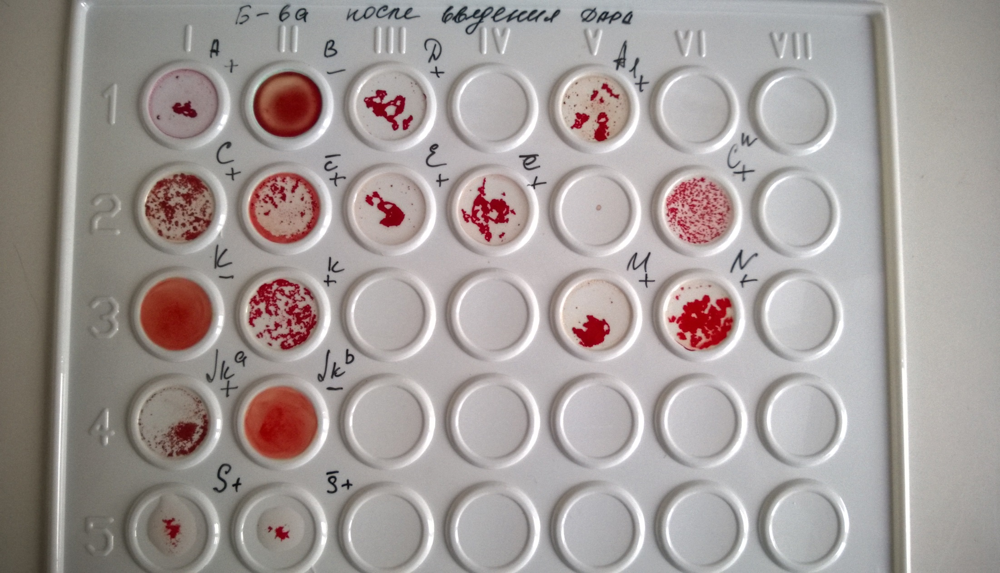 Б-ва после введения ДАРА
I II III IV V VI VII
A + B − D + A1 +
1
C + c̄ + E + ē + Cw +
2
K − k + M + N +
3
Jka + Jkb −
4
S + s̄ +
5